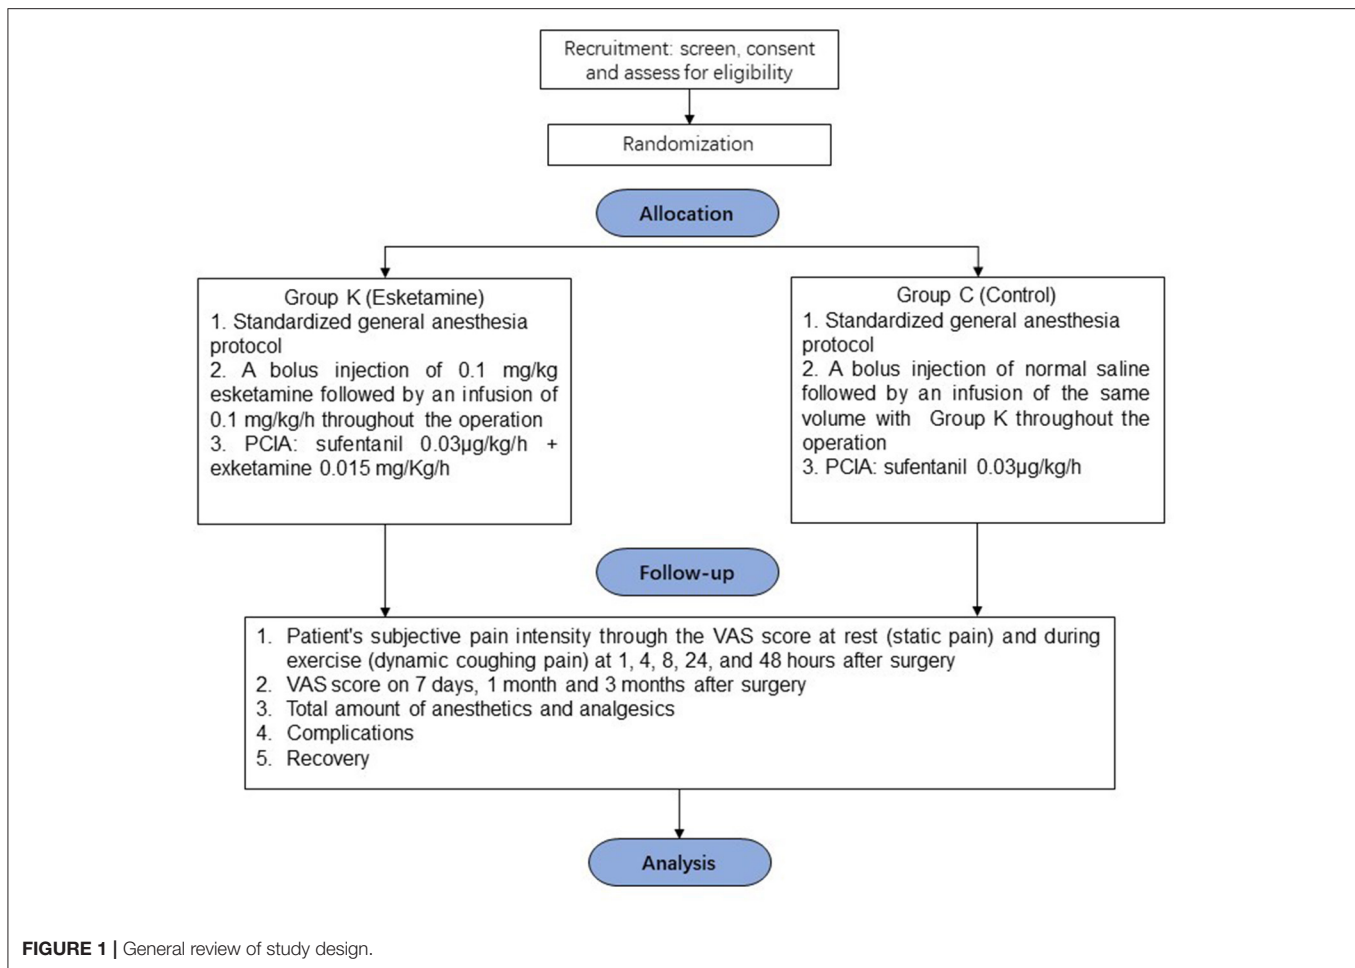 Recruitment: screen, consent
and assess for eligibility
Randomization
Allocation
Group K (Esketamine)
1. Standardized general anesthesia
protocol
2. A bolus injection of 0.1 mg/kg
esketamine followed by an infusion of
0.1 mg/kg/h throughout the operation
3. PCIA: sufentanil 0.03μg/kg/h +
exketamine 0.015 mg/Kg/h
Group C (Control)
1. Standardized general anesthesia
protocol
2. A bolus injection of normal saline
followed by an infusion of the same
volume with Group K throughout the
operation
3. PCIA: sufentanil 0.03μg/kg/h
Follow-up
1. Patient's subjective pain intensity through the VAS score at rest (static pain) and during
exercise (dynamic coughing pain) at 1, 4, 8, 24, and 48 hours after surgery
2. VAS score on 7 days, 1 month and 3 months after surgery
3. Total amount of anesthetics and analgesics
4. Complications
5. Recovery
Analysis
FIGURE 1 | General review of study design.